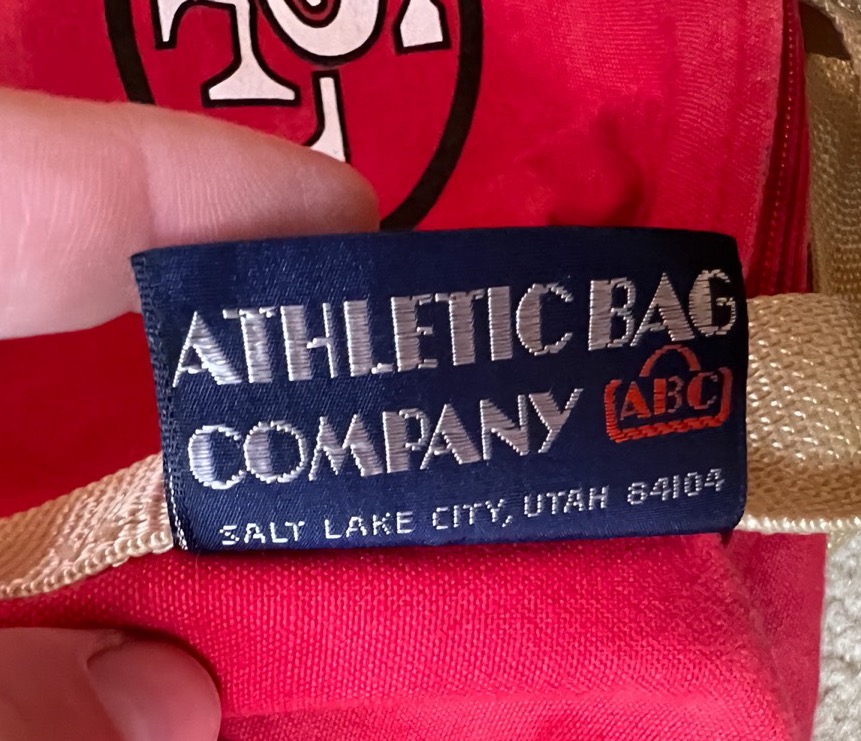 ATHLETIC BAG
COMPANY
ABC
SALT LAKE CITY, UTAH 84104